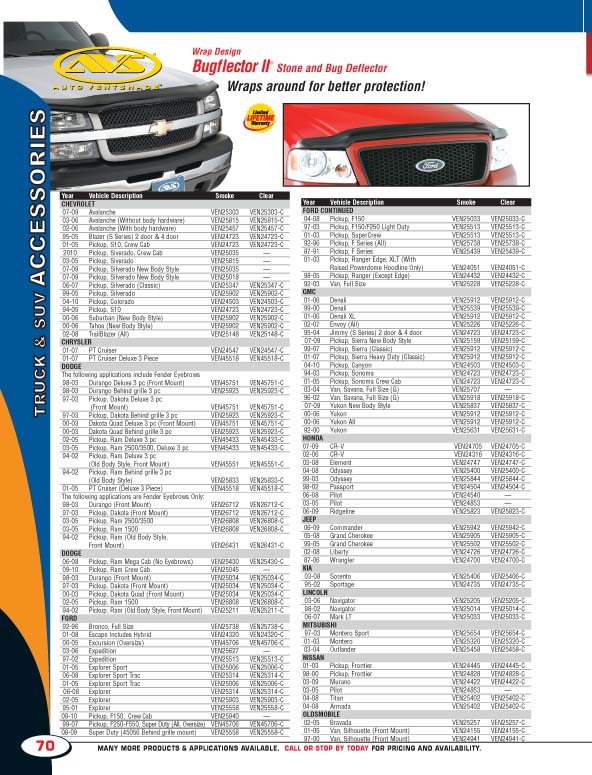 AVS
AUTO VENTSHADE
Wrap Design
Bugflector II® Stone and Bug Deflector
Wraps around for better protection!
Limited
LIFETIME
Warranty
TRUCK & SUV ACCESSORIES
Year Vehicle Description Smoke Clear
CHEVROLET
07-09 Avalanche VEN25303 VEN25303-C
03-06 Avalanche (Without body hardware) VEN25815 VEN25815-C
02-06 Avalanche (With body hardware) VEN25457 VEN25457-C
95-05 Blazer (S Series) 2 door & 4 door VEN24723 VEN24723-C
01-05 Pickup, S10, Crew Cab VEN24723 VEN24723-C
2010 Pickup, Silverado, Crew Cab VEN25035 —
03-05 Pickup, Silverado VEN25815 —
07-09 Pickup, Silverado New Body Style VEN25035 —
07-09 Pickup, Silverado New Body Style VEN25018 —
06-07 Pickup, Silverado (Classic) VEN25347 VEN25347-C
99-05 Pickup, Silverado VEN25902 VEN25902-C
04-10 Pickup, Colorado VEN24503 VEN24503-C
94-05 Pickup, S10 VEN24723 VEN24723-C
00-06 Suburban (New Body Style) VEN25902 VEN25902-C
00-06 Tahoe (New Body Style) VEN25902 VEN25902-C
02-08 TrailBlazer (All) VEN25148 VEN25148-C
CHRYSLER
01-07 PT Cruiser VEN24547 VEN24547-C
01-07 PT Cruiser Deluxe 3 Piece VEN45518 VEN45518-C
DODGE
The following applications include Fender Eyebrows
98-03 Durango Deluxe 3 pc (Front Mount) VEN45751 VEN45751-C
98-03 Durango Behind grille 3 pc VEN25923 VEN25923-C
97-03 Pickup, Dakota Deluxe 3 pc
(Front Mount) VEN45751 VEN45751-C
97-03 Pickup, Dakota Behind grille 3 pc VEN25923 VEN25923-C
00-03 Dakota Quad Deluxe 3 pc (Front Mount) VEN45751 VEN45751-C
00-03 Dakota Quad Behind grille 3 pc VEN25923 VEN25923-C
02-05 Pickup, Ram Deluxe 3 pc VEN45433 VEN45433-C
03-05 Pickup, Ram 2500/3500, Deluxe 3 pc VEN45433 VEN45433-C
94-02 Pickup, Ram Deluxe 3 pc
(Old Body Style, Front Mount) VEN45551 VEN45551-C
94-02 Pickup, Ram Behind grille 3 pc
(Old Body Style) VEN25833 VEN25833-C
01-05 PT Cruiser (Deluxe 3 Piece) VEN45518 VEN45518-C
The following applications are Fender Eyebrows Only:
98-03 Durango (Front Mount) VEN26712 VEN26712-C
97-03 Pickup, Dakota (Front Mount) VEN26712 VEN26712-C
03-05 Pickup, Ram 2500/3500 VEN26808 VEN26808-C
03-05 Pickup, Ram 1500 VEN26808 VEN26808-C
94-02 Pickup, Ram (Old Body Style,
Front Mount) VEN26431 VEN26431-C
DODGE
06-08 Pickup, Ram Mega Cab (No Eyebrows) VEN25430 VEN25430-C
09-10 Pickup, Ram Crew Cab VEN25045 —
98-03 Durango (Front Mount) VEN25034 VEN25034-C
97-03 Pickup, Dakota (Front Mount) VEN25034 VEN25034-C
00-03 Pickup, Dakota Quad (Front Mount) VEN25034 VEN25034-C
02-05 Pickup, Ram 1500 VEN26808 VEN26808-C
94-02 Pickup, Ram (Old Body Style, Front Mount) VEN25211 VEN25211-C
FORD
92-96 Bronco, Full Size VEN25738 VEN25738-C
01-08 Escape Includes Hybrid VEN24320 VEN24320-C
00-05 Excursion (Oversize) VEN45706 VEN45706-C
03-06 Expedition VEN25627 —
97-02 Expedition VEN25513 VEN25513-C
01-05 Explorer Sport VEN25006 VEN25006-C
06-08 Explorer Sport Trac VEN25314 VEN25314-C
01-05 Explorer Sport Trac VEN25006 VEN25006-C
06-08 Explorer VEN25314 VEN25314-C
02-05 Explorer VEN25903 VEN25903-C
95-01 Explorer VEN25558 VEN25558-C
09-10 Pickup, F150, Crew Cab VEN25940 —
99-07 Pickup, F250-F550, Super Duty (All, Oversize) VEN45706 VEN45706-C
08-09 Super Duty (45056 Behind grille mount) VEN25558 VEN25558-C
Year Vehicle Description Smoke Clear
FORD CONTINUED
04-08 Pickup, F150 VEN25033 VEN25033-C
97-03 Pickup, F150/F250 Light Duty VEN25513 VEN25513-C
01-03 Pickup, SuperCrew VEN25513 VEN25513-C
92-96 Pickup, F Series (All) VEN25738 VEN25738-C
87-91 Pickup, F Series VEN25439 VEN25439-C
01-03 Pickup, Ranger Edge, XLT (With
Raised Powerdome Hoodline Only) VEN24051 VEN24051-C
98-05 Pickup, Ranger (Except Edge) VEN24432 VEN24432-C
92-03 Van, Full Size VEN25228 VEN25228-C
GMC
01-06 Denali VEN25912 VEN25912-C
99-00 Denali VEN25539 VEN25539-C
01-06 Denali XL VEN25912 VEN25912-C
02-07 Envoy (All) VEN25226 VEN25226-C
95-04 Jimmy (S Series) 2 door & 4 door VEN24723 VEN24723-C
07-09 Pickup, Sierra New Body Style VEN25159 VEN25159-C
99-07 Pickup, Sierra (Classic) VEN25912 VEN25912-C
01-07 Pickup, Sierra Heavy Duty (Classic) VEN25912 VEN25912-C
04-10 Pickup, Canyon VEN24503 VEN24503-C
94-03 Pickup, Sonoma VEN24723 VEN24723-C
01-05 Pickup, Sonoma Crew Cab VEN24723 VEN24723-C
03-04 Van, Savana, Full Size (G) VEN25707 —
96-02 Van, Savana, Full Size (G) VEN25918 VEN25918-C
07-09 Yukon New Body Style VEN25837 VEN25837-C
00-06 Yukon VEN25912 VEN25912-C
00-06 Yukon All VEN25912 VEN25912-C
92-00 Yukon VEN25631 VEN25631-C
HONDA
07-09 CR-V VEN24705 VEN24705-C
02-06 CR-V VEN24316 VEN24316-C
03-08 Element VEN24747 VEN24747-C
04-08 Odyssey VEN25400 VEN25400-C
99-03 Odyssey VEN25844 VEN25844-C
98-02 Passport VEN24504 VEN24504-C
06-08 Pilot VEN24540 —
03-05 Pilot VEN24853 —
06-09 Ridgeline VEN25823 VEN25823-C
JEEP
06-09 Commander VEN25942 VEN25942-C
05-08 Grand Cherokee VEN25905 VEN25905-C
99-05 Grand Cherokee VEN25502 VEN25502-C
02-08 Liberty VEN24726 VEN24726-C
87-06 Wrangler VEN24700 VEN24700-C
KIA
03-08 Sorento VEN25406 VEN25406-C
95-02 Sportage VEN24735 VEN24735-C
LINCOLN
03-06 Navigator VEN25205 VEN25205-C
98-02 Navigator VEN25014 VEN25014-C
06-07 Mark LT VEN25033 VEN25033-C
MITSUBISHI
97-03 Montero Sport VEN25654 VEN25654-C
01-03 Montero VEN25320 VEN25320-C
03-04 Outlander VEN25458 VEN25458-C
NISSAN
01-03 Pickup, Frontier VEN24445 VEN24445-C
98-00 Pickup, Frontier VEN24828 VEN24828-C
03-09 Murano VEN24422 VEN24422-C
03-05 Pilot VEN24853 —
04-08 Titan VEN25402 VEN25402-C
04-08 Armada VEN25402 VEN25402-C
OLDSMOBILE
02-05 Bravada VEN25257 VEN25257-C
01-05 Van, Silhouette (Front Mount) VEN24155 VEN24155-C
97-00 Van, Silhouette (Front Mount) VEN24941 VEN24941-C
70
MANY MORE PRODUCTS & APPLICATIONS AVAILABLE. CALL OR STOP BY TODAY FOR PRICING AND AVAILABILITY.